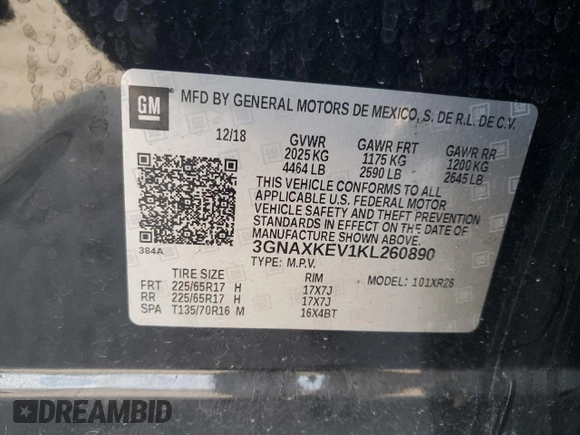 GM
MFD BY GENERAL MOTORS DE MEXICO, S. DE R.L. DE C.V.
12/18 GVWR GAWR FRT GAWR RR
2025 KG 1175 KG 1200 KG
4464 LB 2590 LB 2645 LB
THIS VEHICLE CONFORMS TO ALL
APPLICABLE U.S. FEDERAL MOTOR
VEHICLE SAFETY AND THEFT PREVENTION
STANDARDS IN EFFECT ON THE DATE OF
MANUFACTURE SHOWN ABOVE.
384A
3GNAXKEV1KL260890
TYPE: M.P.V. MODEL: 101XR26
TIRE SIZE RIM
FRT 225/65R17 H 17X7J
RR 225/65R17 H 17X7J
SPA T135/70R16 M 16X4BT
DREAMBID